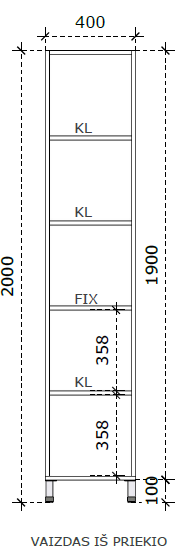 400
KL
KL
2000
1900
FIX
358
KL
358
100
VAIZDAS IŠ PRIEKIO